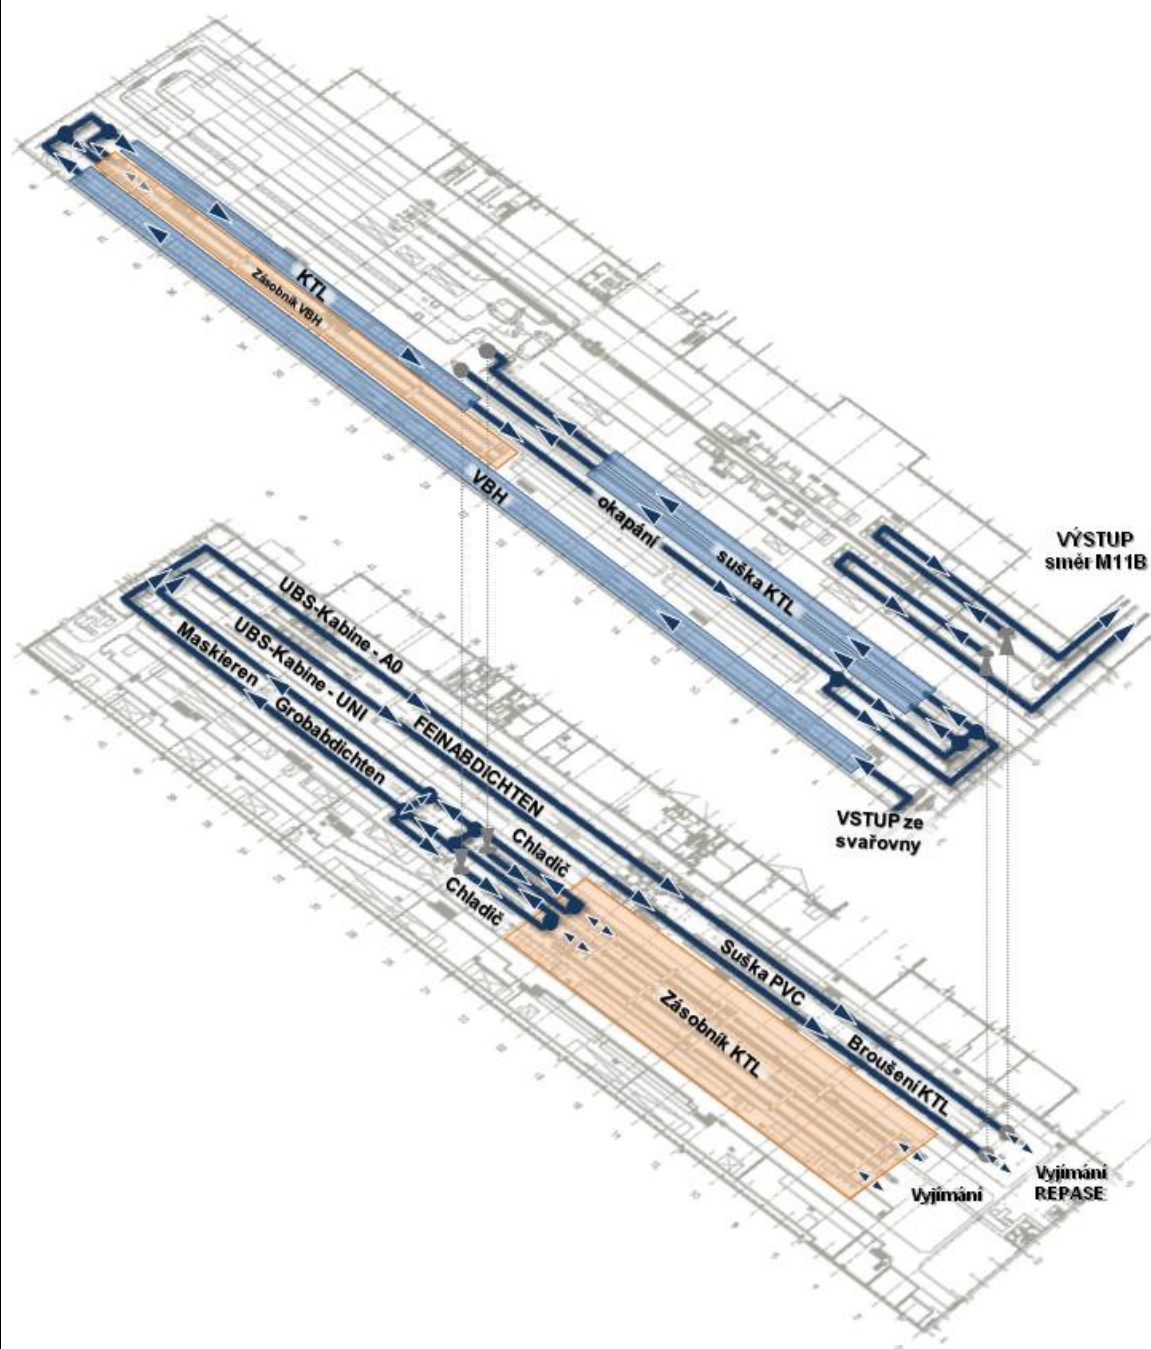 KTL
Zásobník VBH
VBH
okapání
suška KTL
VÝSTUP
směr M11B
VSTUP ze
svařovny
UBS-Kabine - A0
UBS-Kabine - UNI
Maskieren
Grobabdichten
FEINABDICHTEN
Chladič
Chladič
Suška PVC
Zásobník KTL
Broušení KTL
Vyjímání
Vyjímání
REPASE